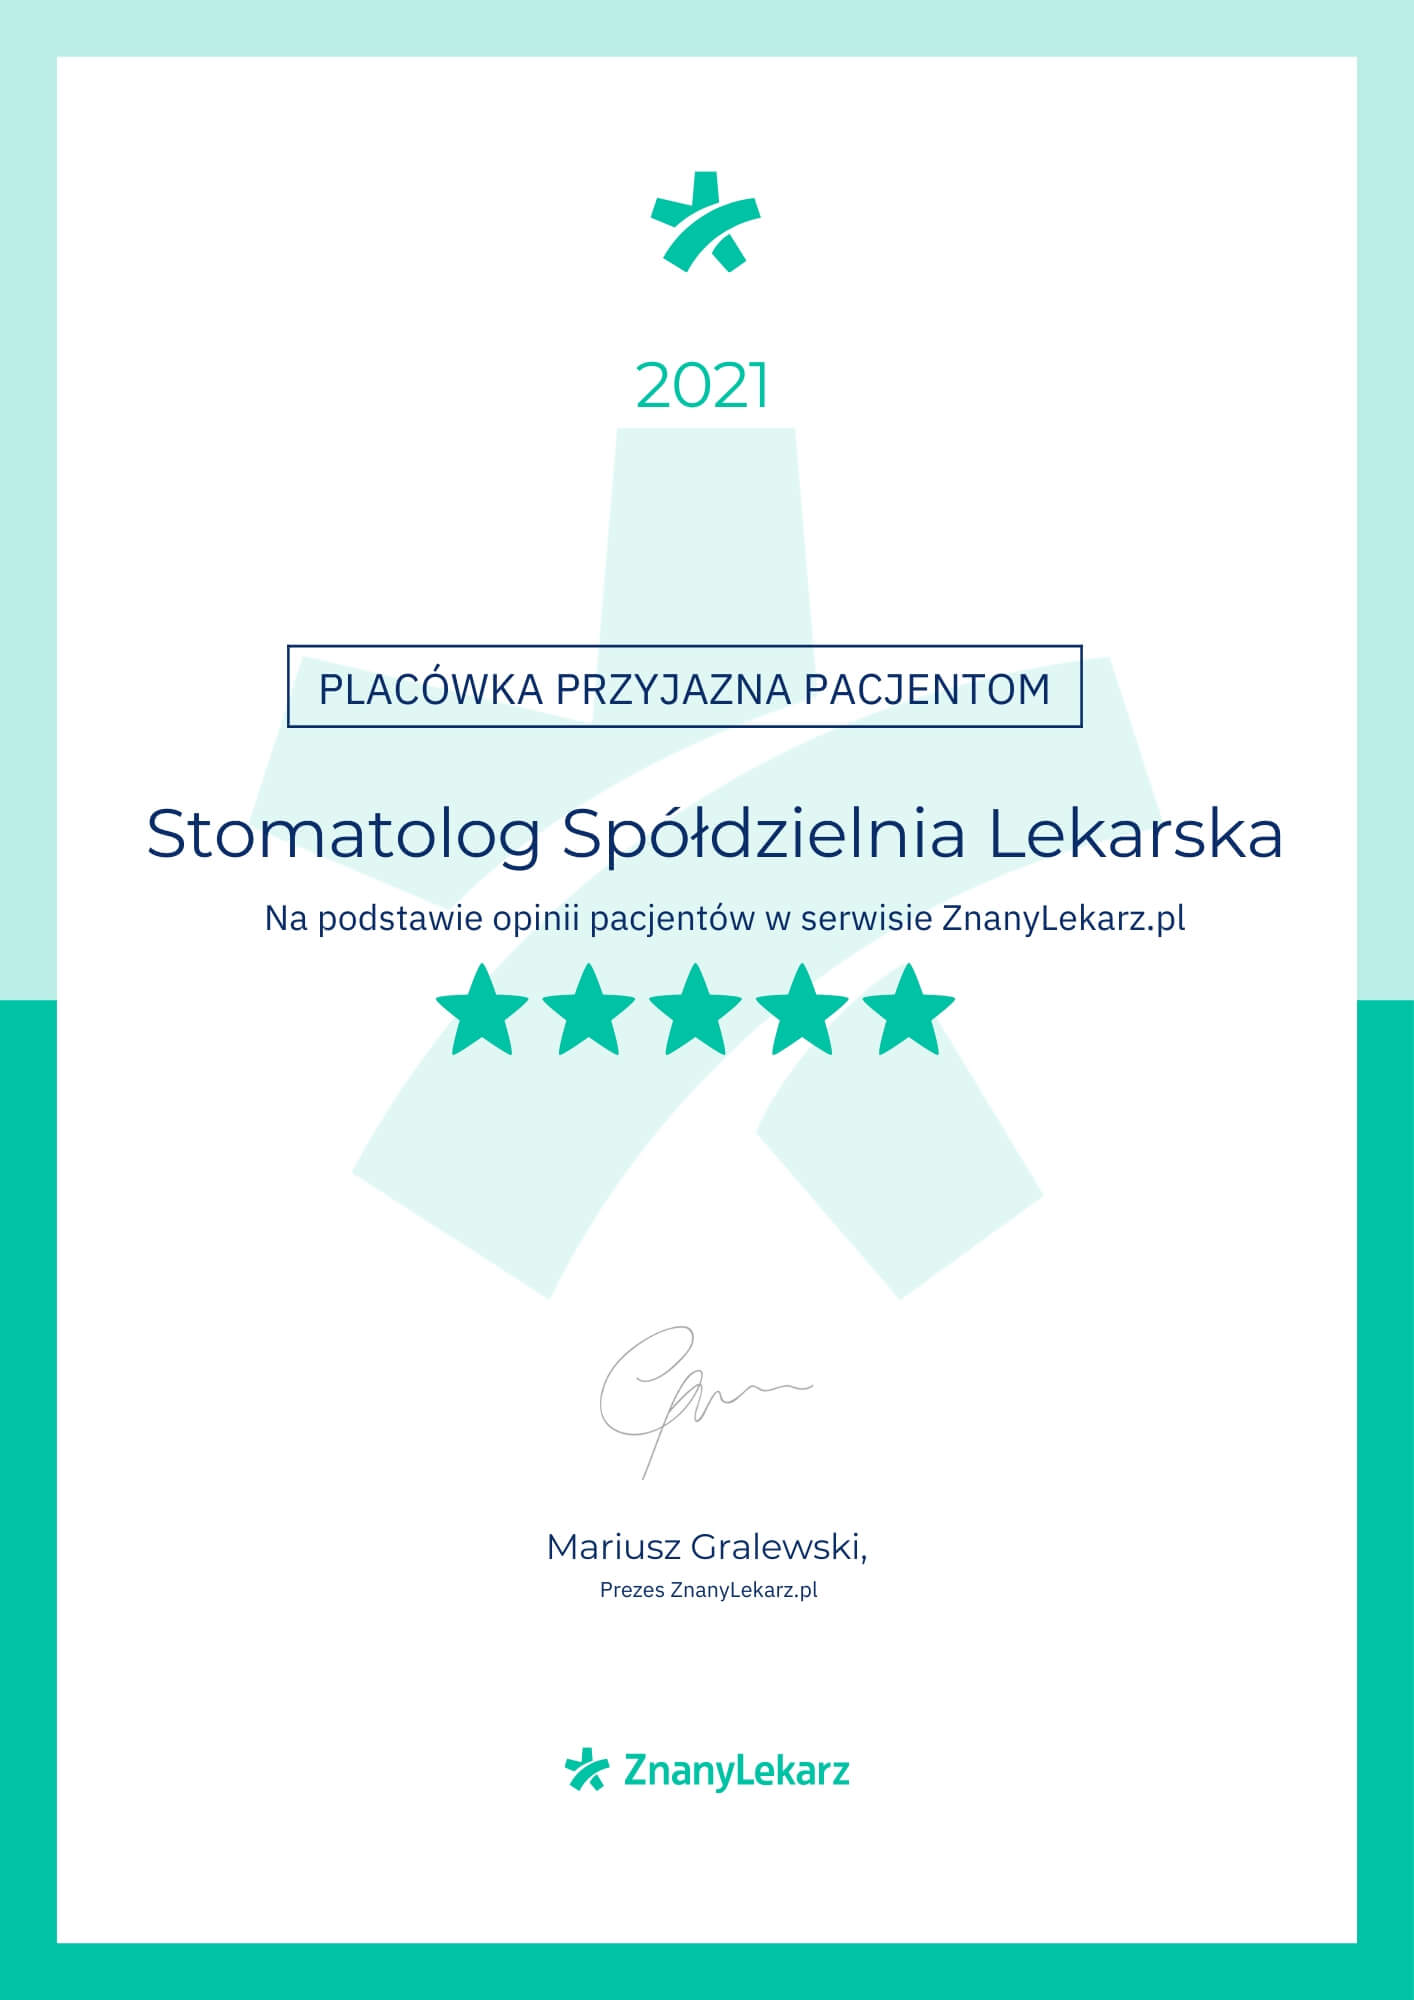 2021
PLACÓWKA PRZYJAZNA PACJENTOM
Stomatolog Spółdzielnia Lekarska
Na podstawie opinii pacjentów w serwisie ZnanyLekarz.pl
Mariusz Gralewski,
Prezes ZnanyLekarz.pl
ZnanyLekarz